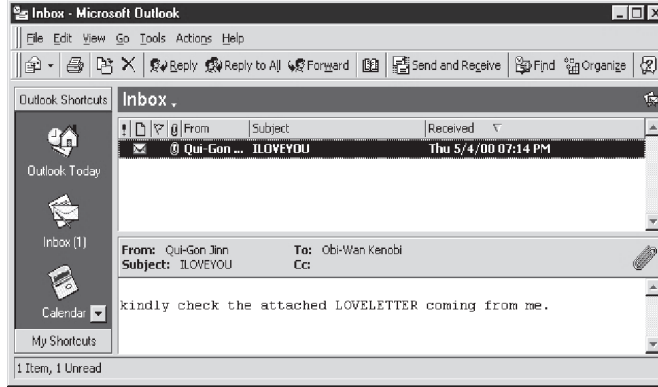 Inbox - Microsoft Outlook
File Edit View Go Tools Actions Help
Reply Reply to All Forward Send and Receive Find Organize
Outlook Shortcuts Inbox
! From Subject Received
Qui-Gon ... ILOVEYOU Thu 5/4/00 07:14 PM
Outlook Today
Inbox (1)
From: Qui-Gon Jinn To: Obi-Wan Kenobi
Subject: ILOVEYOU Cc:
kindly check the attached LOVELETTER coming from me.
Calendar
My Shortcuts
1 Item, 1 Unread